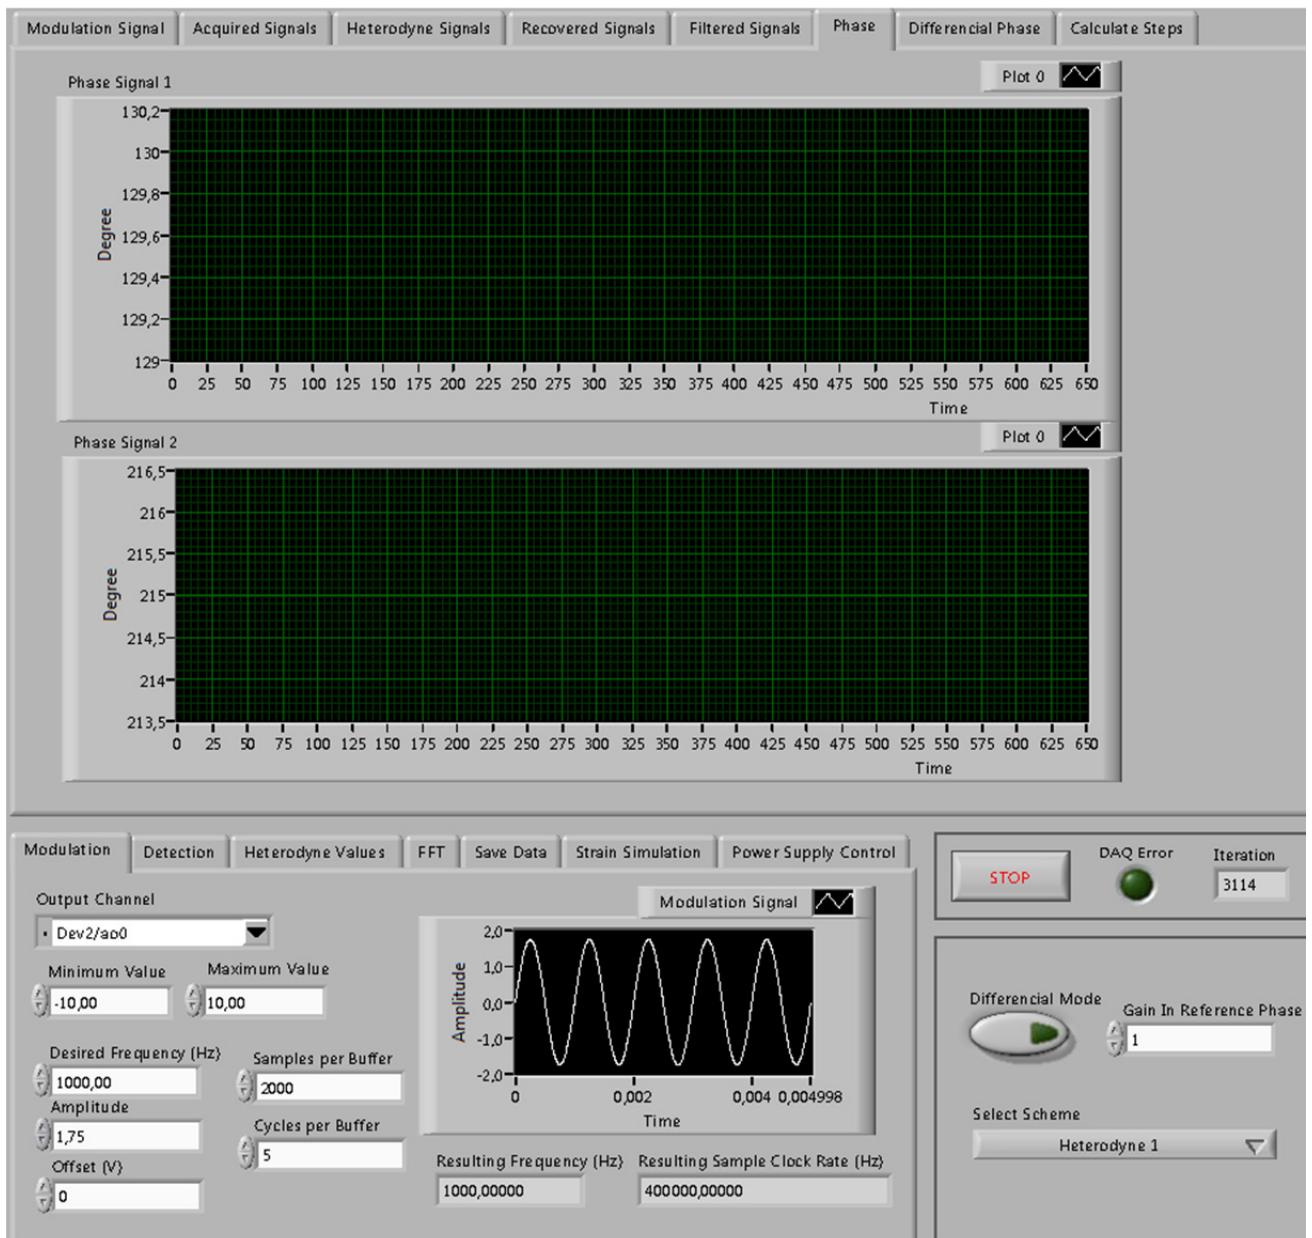 Modulation Signal Acquired Signals Heterodyne Signals Recovered Signals Filtered Signals Phase Differencial Phase Calculate Steps
Phase Signal 1
Plot 0
130,2
130
129,8
129,6
129,4
129,2
129
Degree
0 25 50 75 100 125 150 175 200 225 250 275 300 325 350 375 400 425 450 475 500 525 550 575 600 625 650
Time
Phase Signal 2
Plot 0
216,5
216
215,5
215
214,5
214
213,5
Degree
0 25 50 75 100 125 150 175 200 225 250 275 300 325 350 375 400 425 450 475 500 525 550 575 600 625 650
Time
Modulation Detection Heterodyne Values FFT Save Data Strain Simulation Power Supply Control
Output Channel
Dev2/ao0
Minimum Value Maximum Value
-10,00 10,00
Desired Frequency (Hz) Samples per Buffer
1000,00 2000
Amplitude Cycles per Buffer
1,75 5
Offset (V)
0
Modulation Signal
2,0
1,0
0,0
-1,0
-2,0
Amplitude
0 0,002 0,004 0,004998
Time
Resulting Frequency (Hz) Resulting Sample Clock Rate (Hz)
1000,00000 400000,00000
STOP
DAQ Error
Iteration
3114
Differencial Mode
Gain In Reference Phase
1
Select Scheme
Heterodyne 1